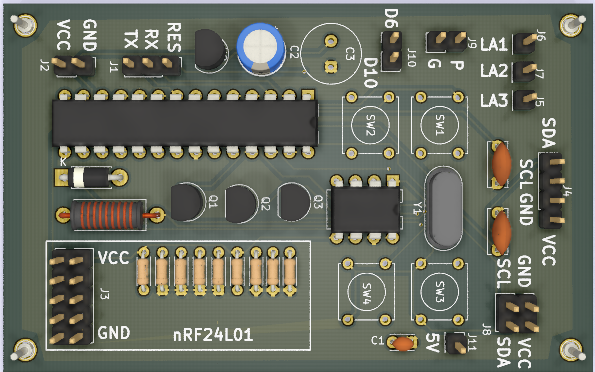 VCC
GND
J2
TX
RX
RES
J1
C2
C3
D6
J10
D10
G
P
J9
LA1
J6
LA2
J7
LA3
J5
SW2
SW1
SDA
SCL
GND
VCC
J4
K
Q1
Q2
Q3
Y1
VCC
J3
GND
nRF24L01
SW4
SW3
C1
5V
J11
SCL
GND
J8
SDA
VCC